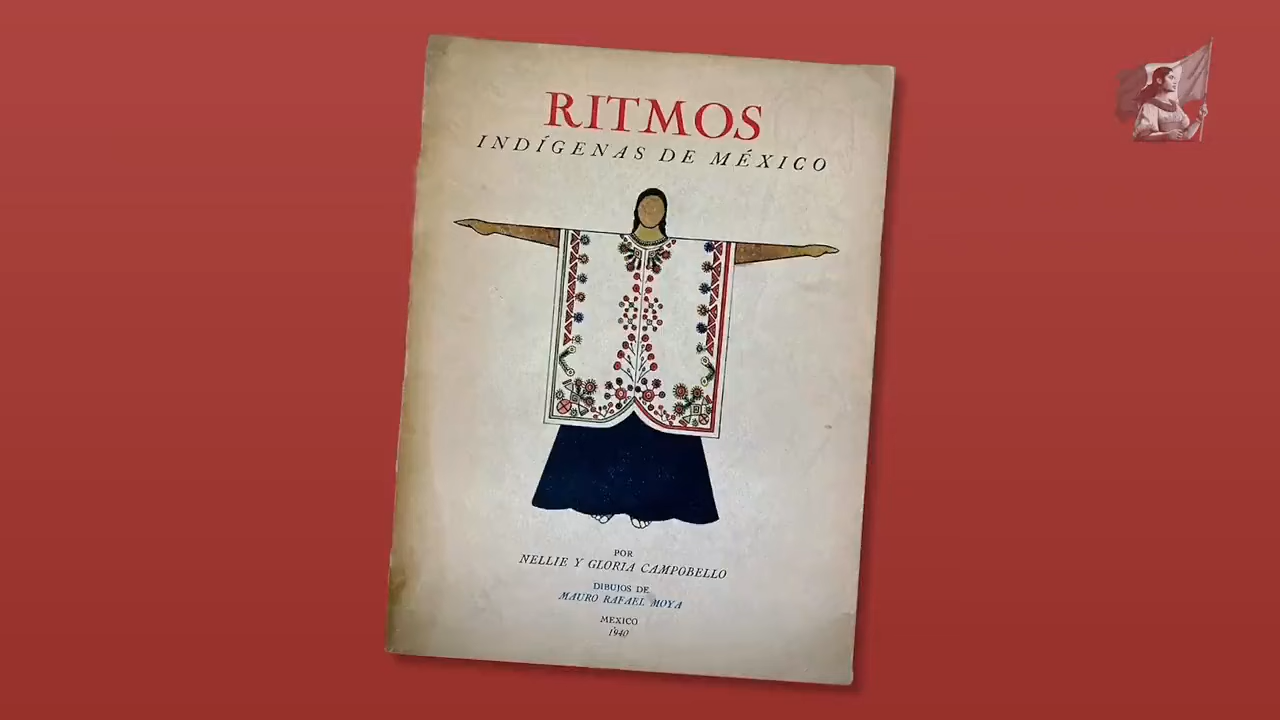 RITMOS
INDÍGENAS DE MÉXICO
POR
NELLIE Y GLORIA CAMPOBELLO
DIBUJOS DE
MAURO RAFAEL MOYA
MEXICO
1940